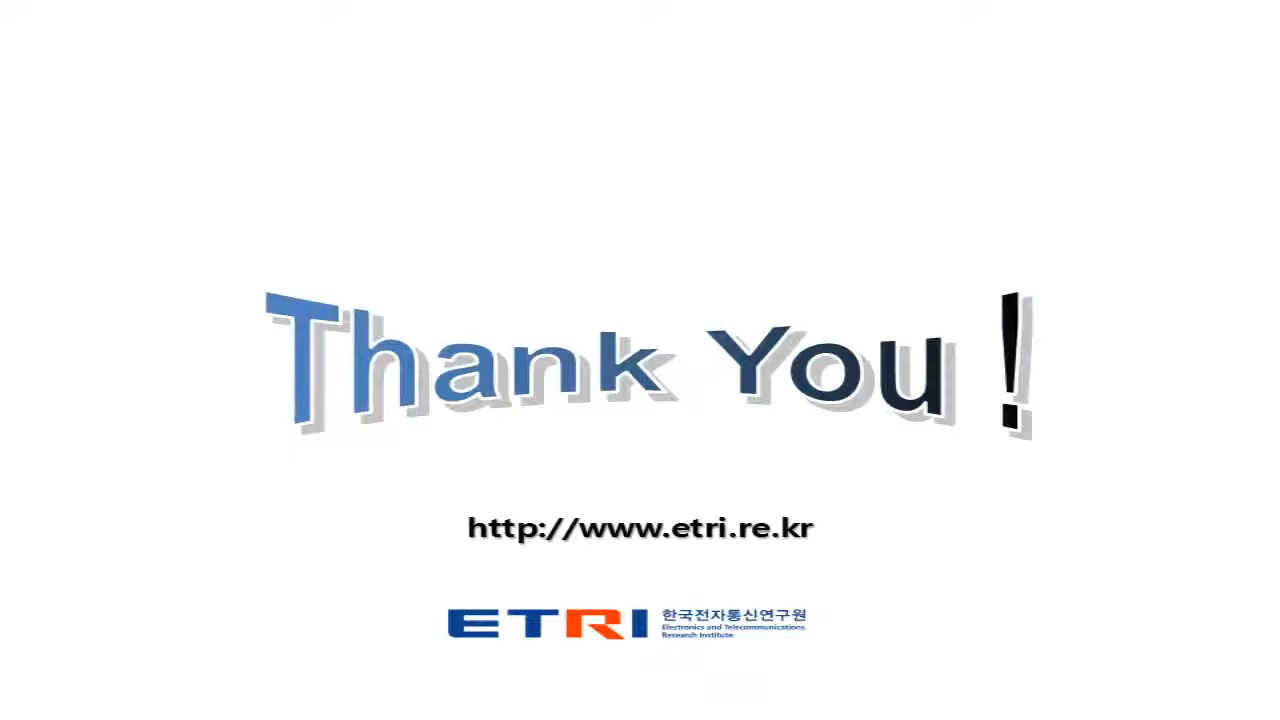 Thank You !
http://www.etri.re.kr
ETRI 한국전자통신연구원
Electronics and Telecommunications
Research Institute